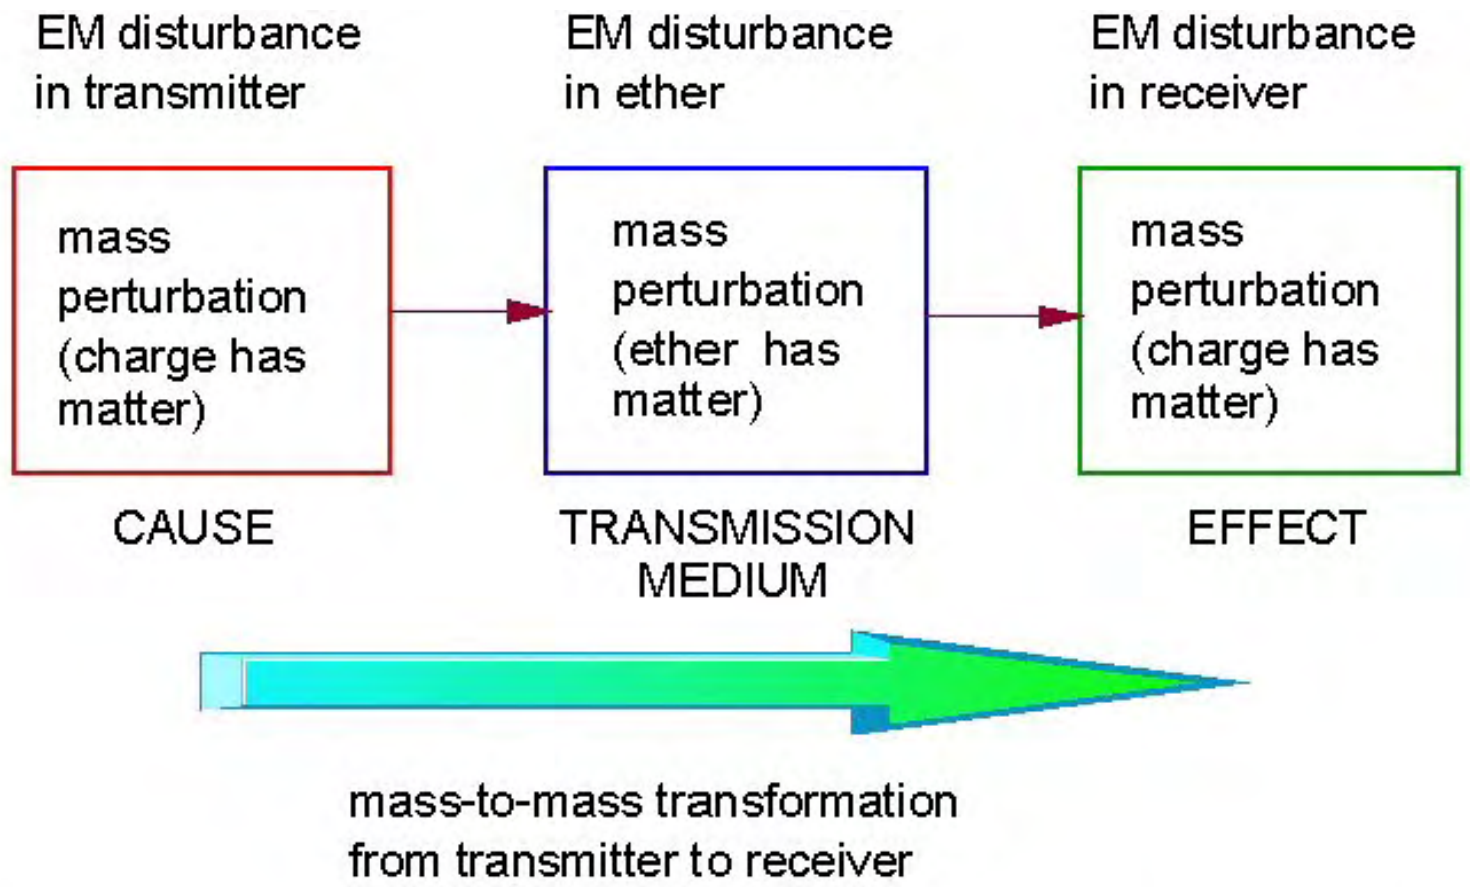 EM disturbance
in transmitter
EM disturbance
in ether
EM disturbance
in receiver
mass
perturbation
(charge has
matter)
mass
perturbation
(ether has
matter)
mass
perturbation
(charge has
matter)
CAUSE
TRANSMISSION
MEDIUM
EFFECT
mass-to-mass transformation
from transmitter to receiver